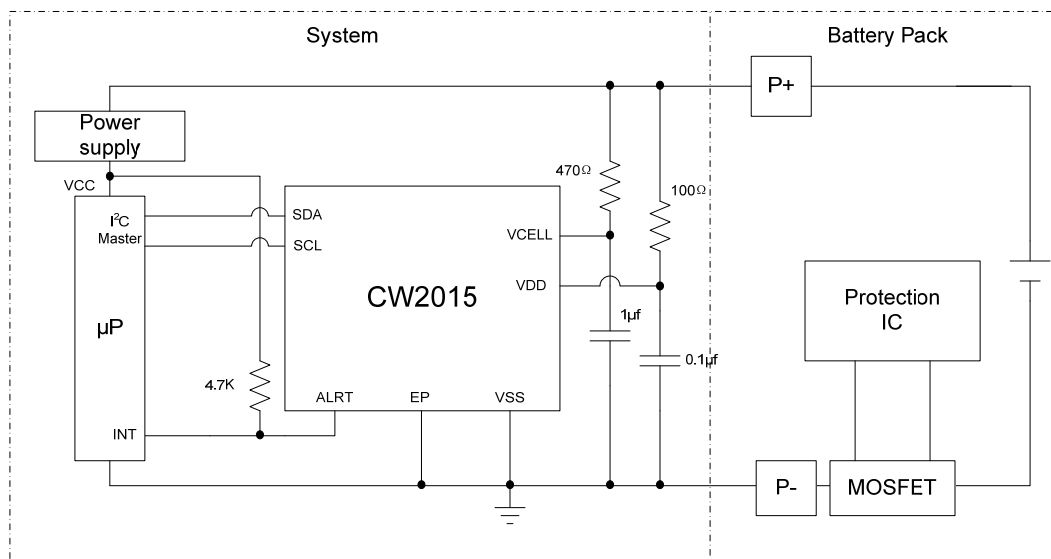 System
Battery Pack
P+
Power
supply
VCC
470Ω
100Ω
I²C
Master
SDA
SCL
VCELL
VDD
CW2015
Protection
IC
µP
1µf
0.1µf
4.7K
ALRT
EP
VSS
INT
P-
MOSFET